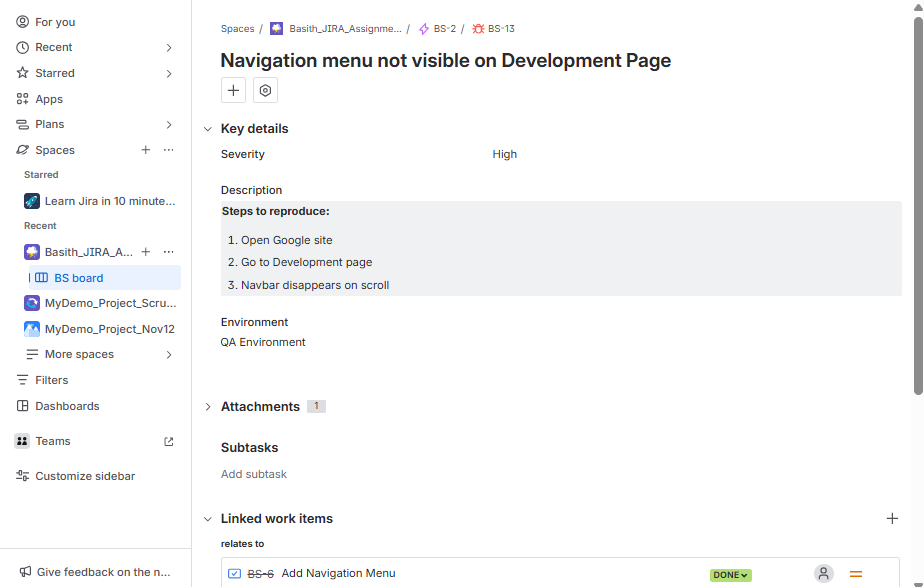 For you
Recent
Starred
Apps
Plans
Spaces
Starred
Learn Jira in 10 minute...
Recent
Basith_JIRA_A...
BS board
MyDemo_Project_Scru...
MyDemo_Project_Nov12
More spaces
Filters
Dashboards
Teams
Customize sidebar
Give feedback on the n...
Spaces / Basith_JIRA_Assignme... / BS-2 / BS-13
Navigation menu not visible on Development Page
Key details
Severity High
Description
Steps to reproduce:
1. Open Google site
2. Go to Development page
3. Navbar disappears on scroll
Environment
QA Environment
Attachments 1
Subtasks
Add subtask
Linked work items
relates to
BS-6 Add Navigation Menu DONE